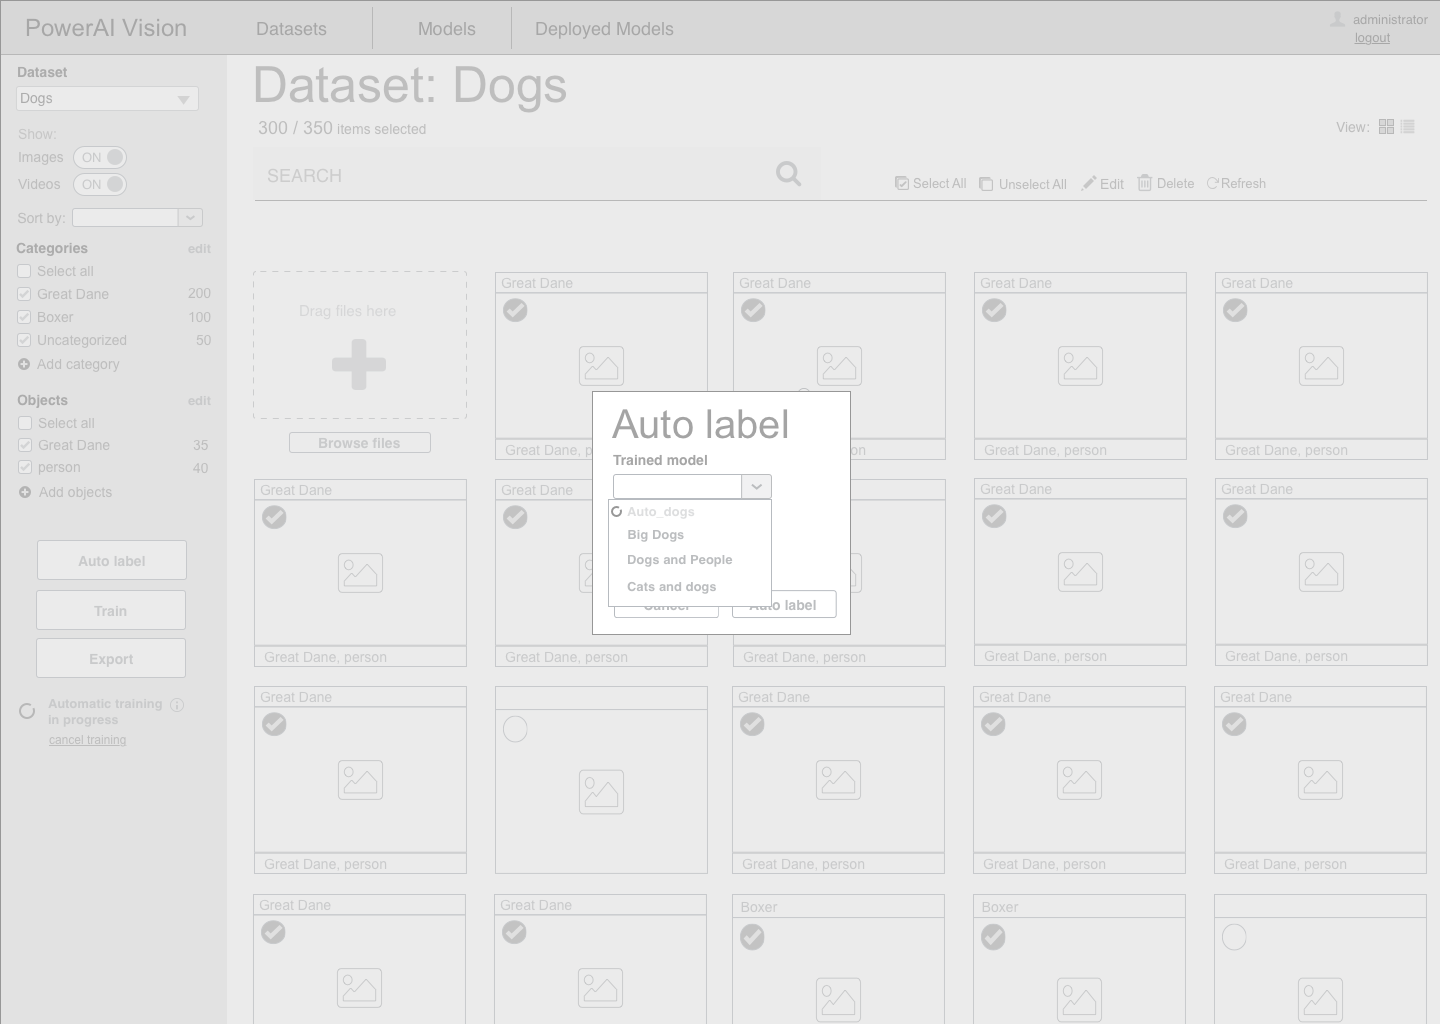 PowerAI Vision
Datasets
Models
Deployed Models
administrator
logout
Dataset
Dogs
Show:
Images ON
Videos ON
Sort by:
Categories edit
Select all
Great Dane 200
Boxer 100
Uncategorized 50
Add category
Objects edit
Select all
Great Dane 35
person 40
Add objects
Auto label
Train
Export
Automatic training
in progress
cancel training
Dataset: Dogs
300 / 350 items selected
View:
SEARCH
Select All
Unselect All
Edit
Delete
Refresh
Drag files here
Browse files
Great Dane
Great Dane
Great Dane
Great Dane
Great Dane, person
Great Dane, person
Great Dane
Great Dane
Great Dane
Great Dane
Great Dane, person
Great Dane, person
Great Dane, person
Great Dane, person
Great Dane, person
Auto label
Trained model
Auto_dogs
Big Dogs
Dogs and People
Cats and dogs
Cancel
Auto label
Great Dane
Great Dane
Great Dane
Great Dane
Great Dane, person
Great Dane, person
Great Dane, person
Great Dane, person
Great Dane
Great Dane
Boxer
Boxer